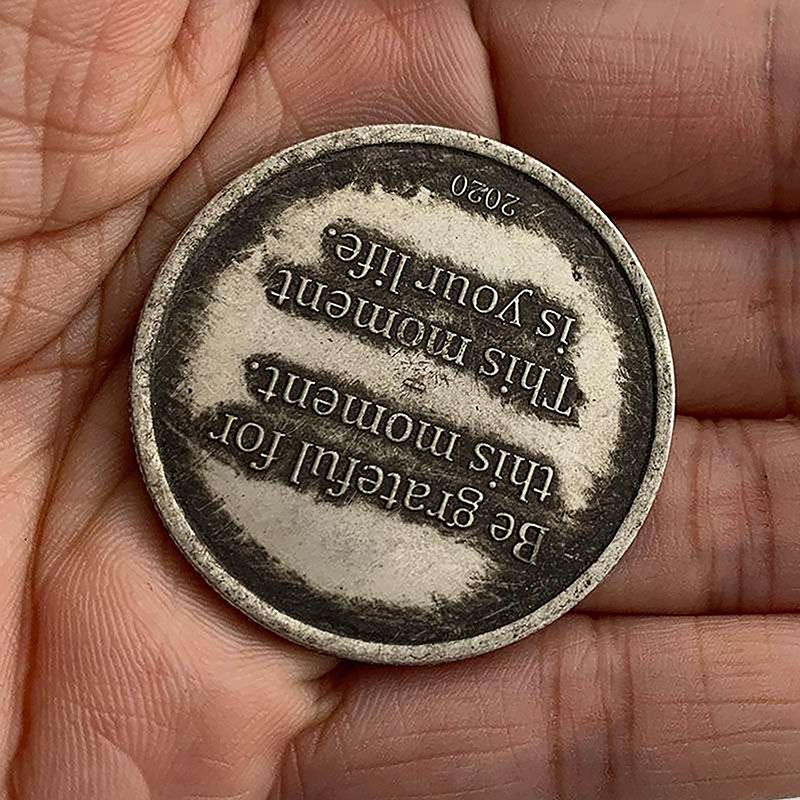 Be grateful for
this moment.
This moment
is your life.
2020